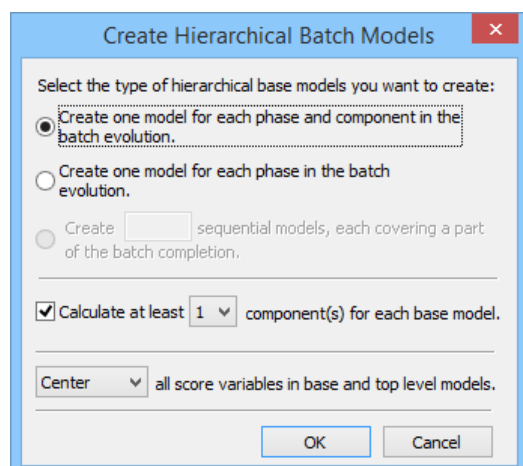 Create Hierarchical Batch Models
Select the type of hierarchical base models you want to create:
Create one model for each phase and component in the
batch evolution.
Create one model for each phase in the batch
evolution.
Create sequential models, each covering a part
of the batch completion.
Calculate at least 1 component(s) for each base model.
Center all score variables in base and top level models.
OK Cancel